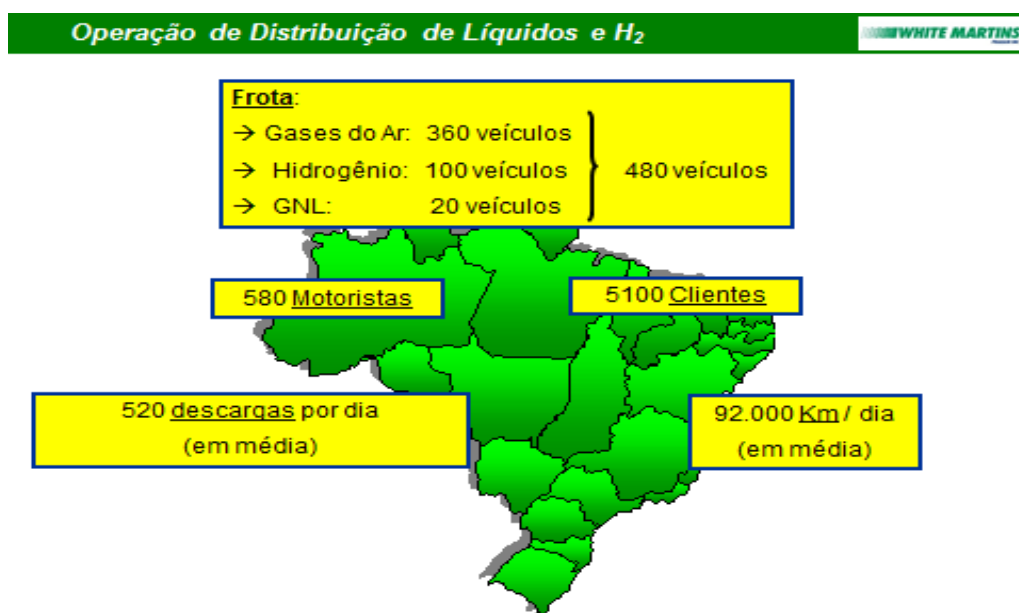 Operação de Distribuição de Líquidos e H₂
WHITE MARTINS
Frota:
→ Gases do Ar: 360 veículos
→ Hidrogênio: 100 veículos
→ GNL: 20 veículos
480 veículos
580 Motoristas
5100 Clientes
520 descargas por dia
(em média)
92.000 Km / dia
(em média)